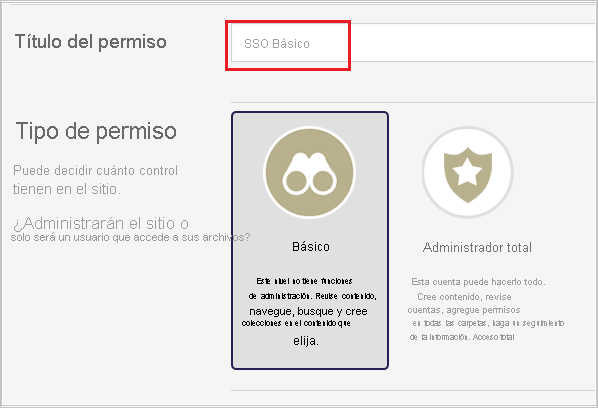 Título del permiso
SSO Básico
Tipo de permiso
Puede decidir cuánto control
tienen en el sitio.
¿Administrarán el sitio o
solo será un usuario que accede a sus archivos?
Básico
Este nivel no tiene funciones
de administración. Revise contenido,
navegue, busque y cree
colecciones en el contenido que
elija.
Administrador total
Esta cuenta puede hacerlo todo.
Cree contenido, revise
cuentas, agregue permisos
en todas las carpetas, haga un seguimiento
de la información. Acceso total